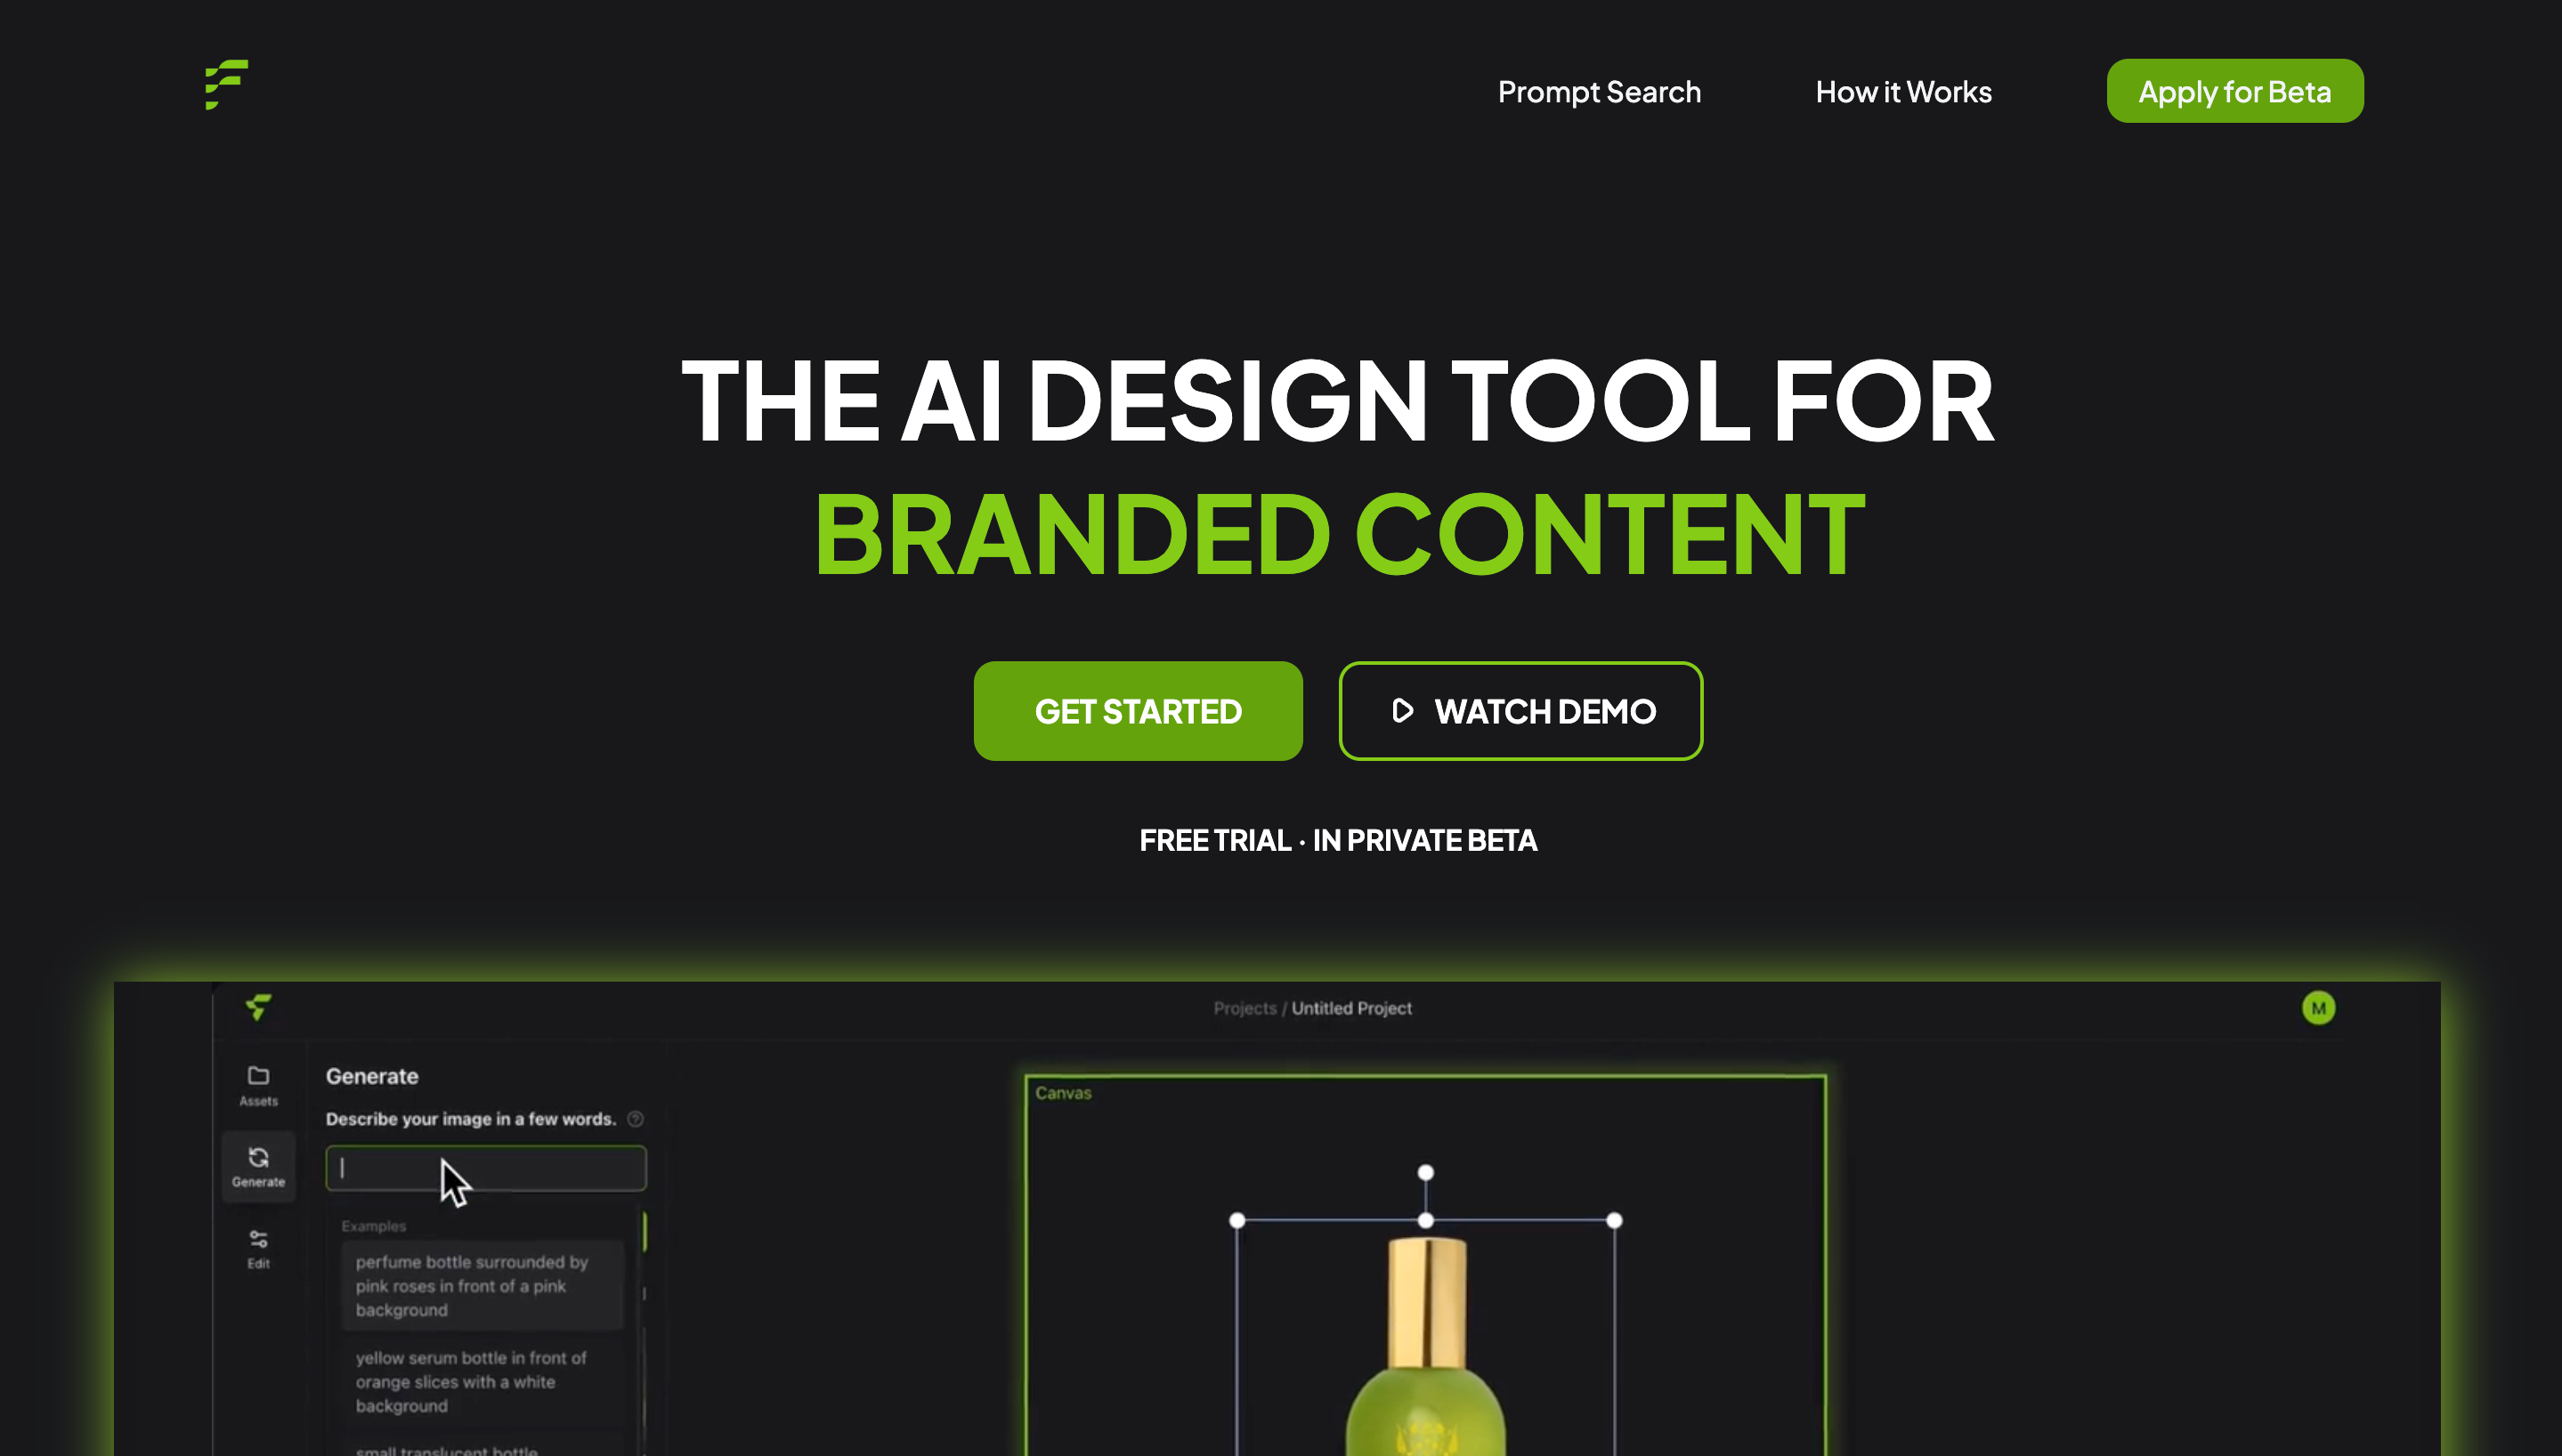 Prompt Search
How it Works
Apply for Beta
THE AI DESIGN TOOL FOR
BRANDED CONTENT
GET STARTED
WATCH DEMO
FREE TRIAL · IN PRIVATE BETA
Projects / Untitled Project
M
Assets
Generate
Edit
Generate
Describe your image in a few words.
?
Examples
perfume bottle surrounded by
pink roses in front of a pink
background
yellow serum bottle in front of
orange slices with a white
background
small translucent bottle
Canvas